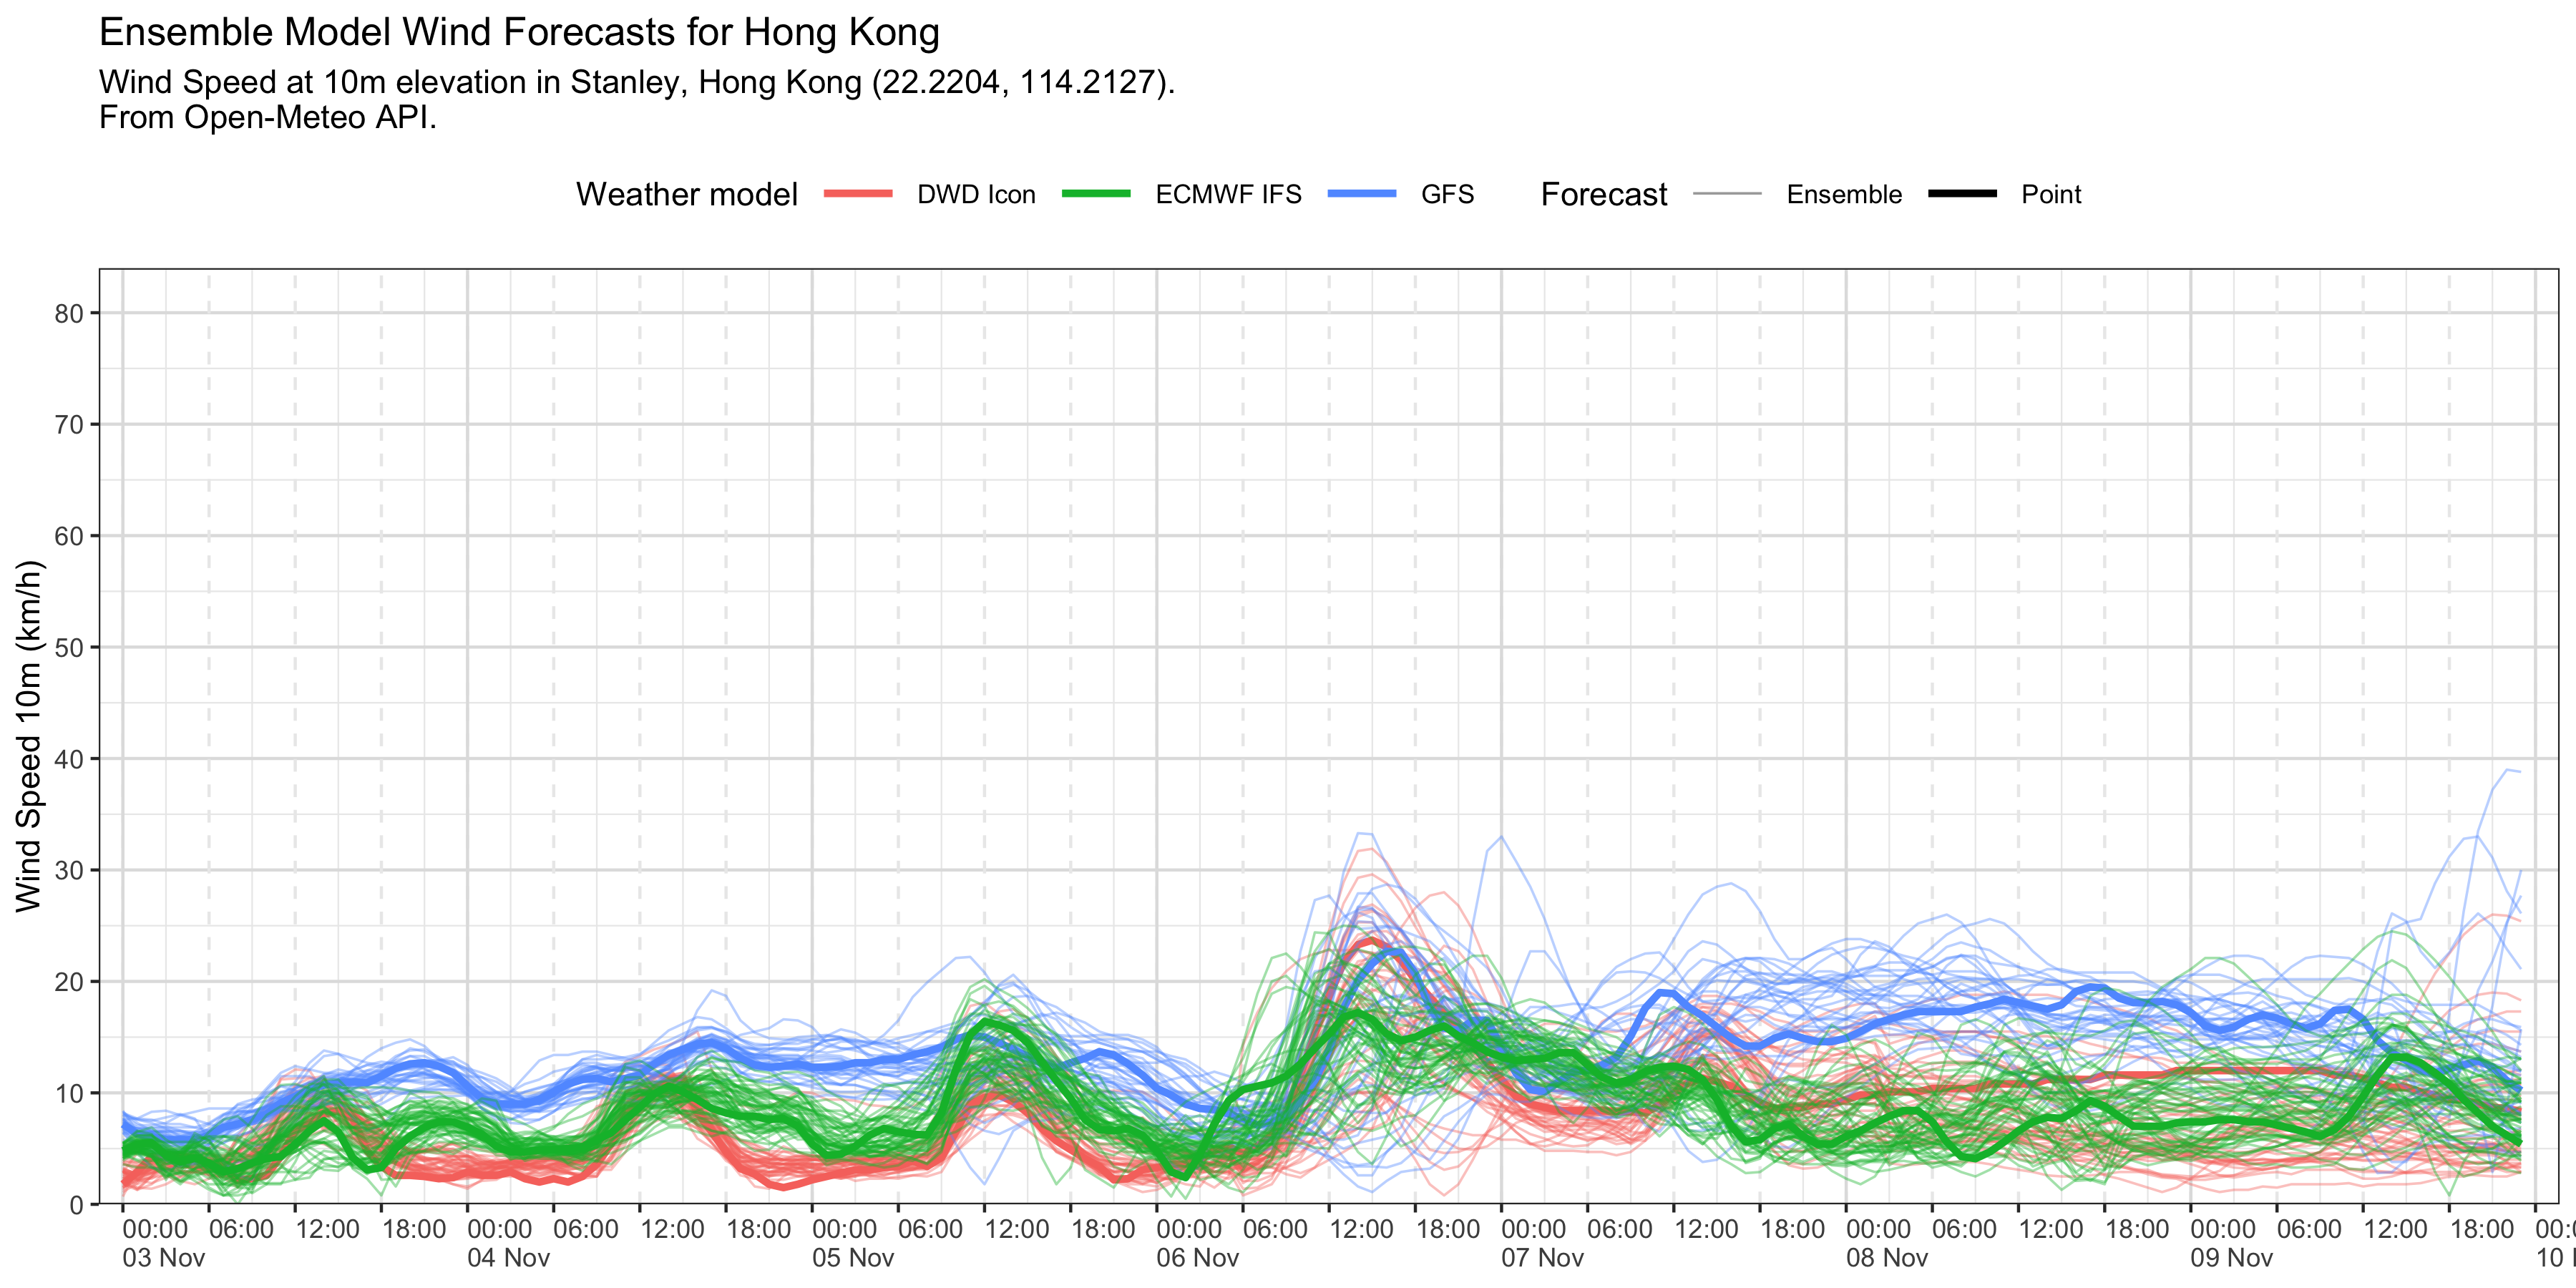 Ensemble Model Wind Forecasts for Hong Kong
Wind Speed at 10m elevation in Stanley, Hong Kong (22.2204, 114.2127).
From Open-Meteo API.
Weather model DWD Icon ECMWF IFS GFS Forecast Ensemble Point
Wind Speed 10m (km/h)
80
70
60
50
40
30
20
10
0
00:00 06:00 12:00 18:00 00:00 06:00 12:00 18:00 00:00 06:00 12:00 18:00 00:00 06:00 12:00 18:00 00:00 06:00 12:00 18:00 00:00 06:00 12:00 18:00 00:00 06:00 12:00 18:00
03 Nov 04 Nov 05 Nov 06 Nov 07 Nov 08 Nov 09 Nov 10